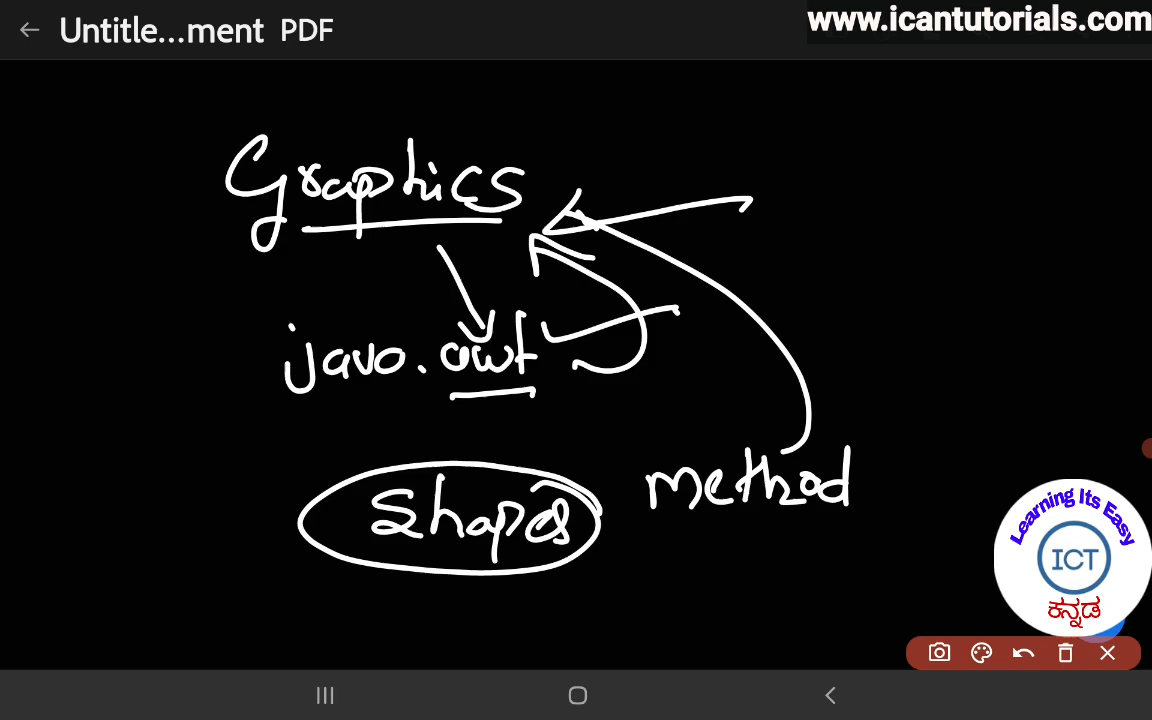 Untitle...ment PDF
www.icantutorials.com
Graphics
java.awt
Shapes
method
Learning Its Easy
ICT
ಕನ್ನಡ